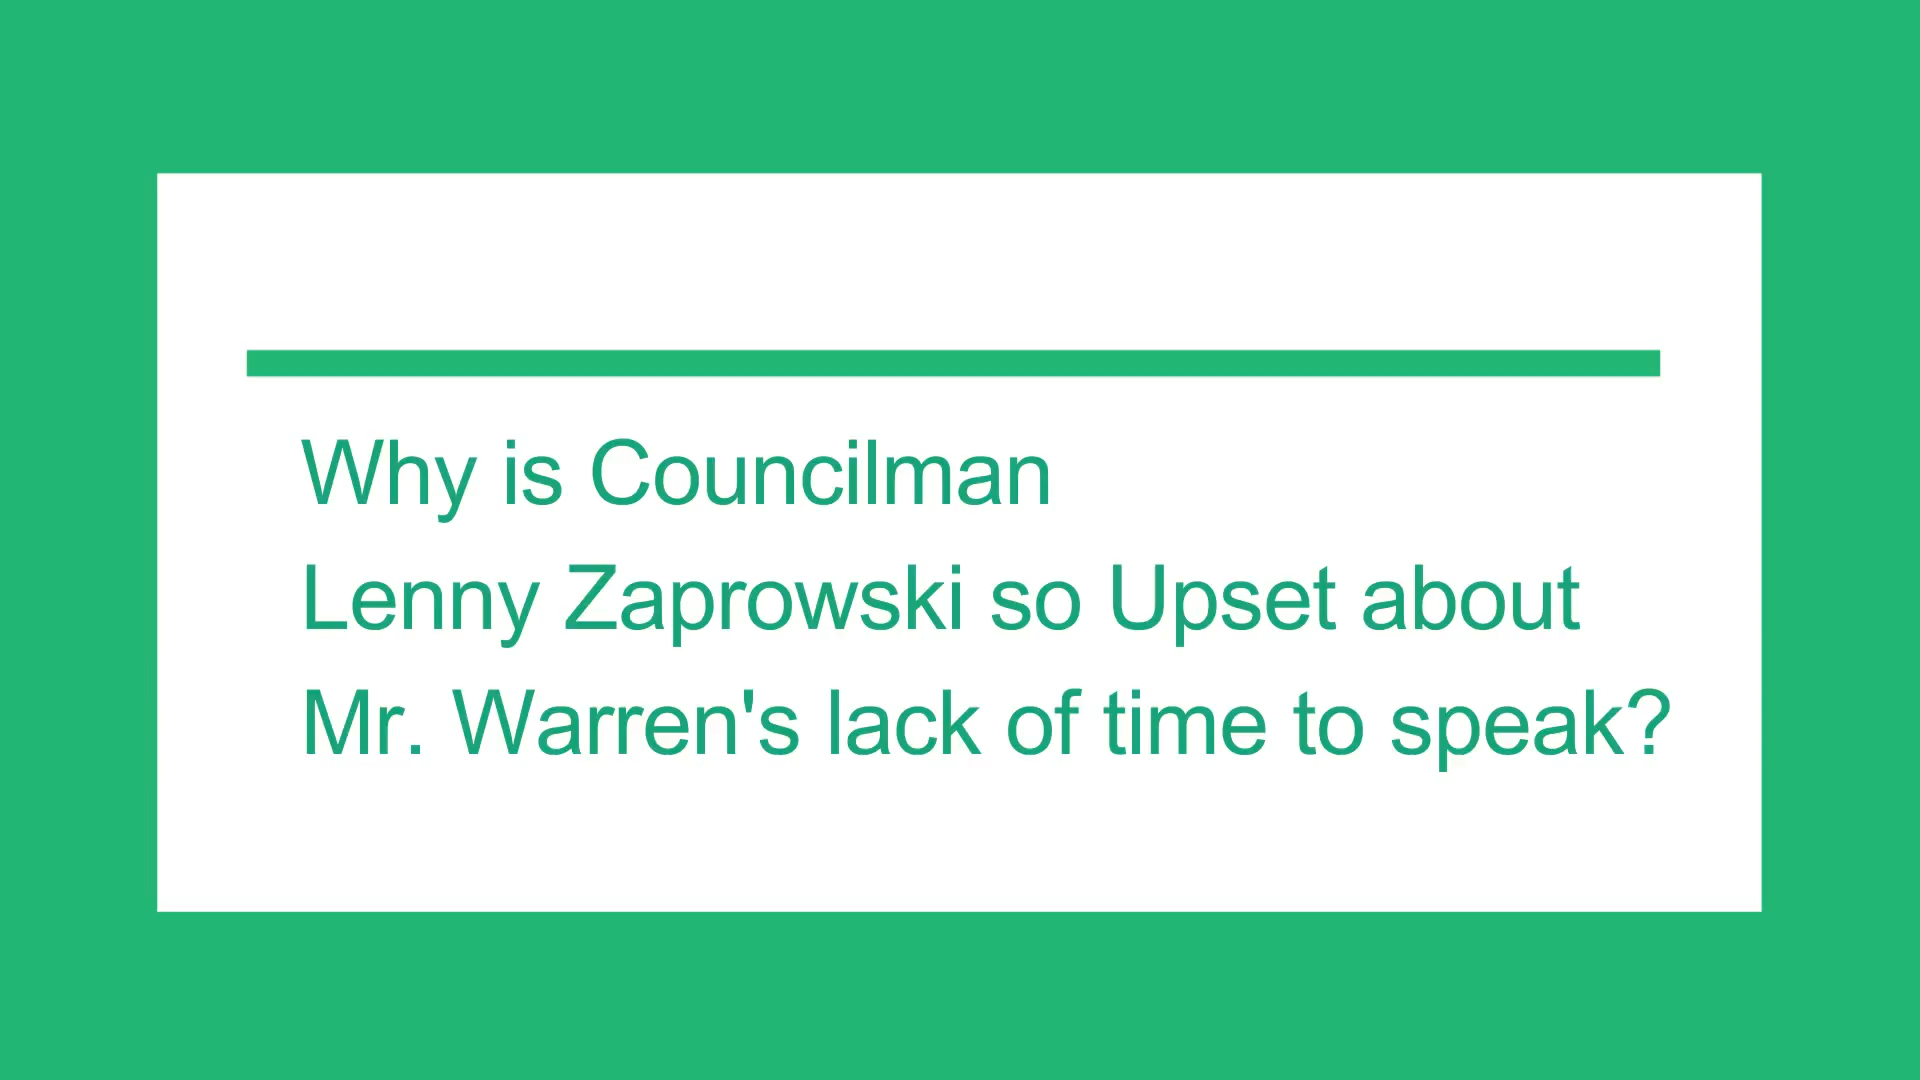 Why is Councilman
Lenny Zaprowski so Upset about
Mr. Warren's lack of time to speak?